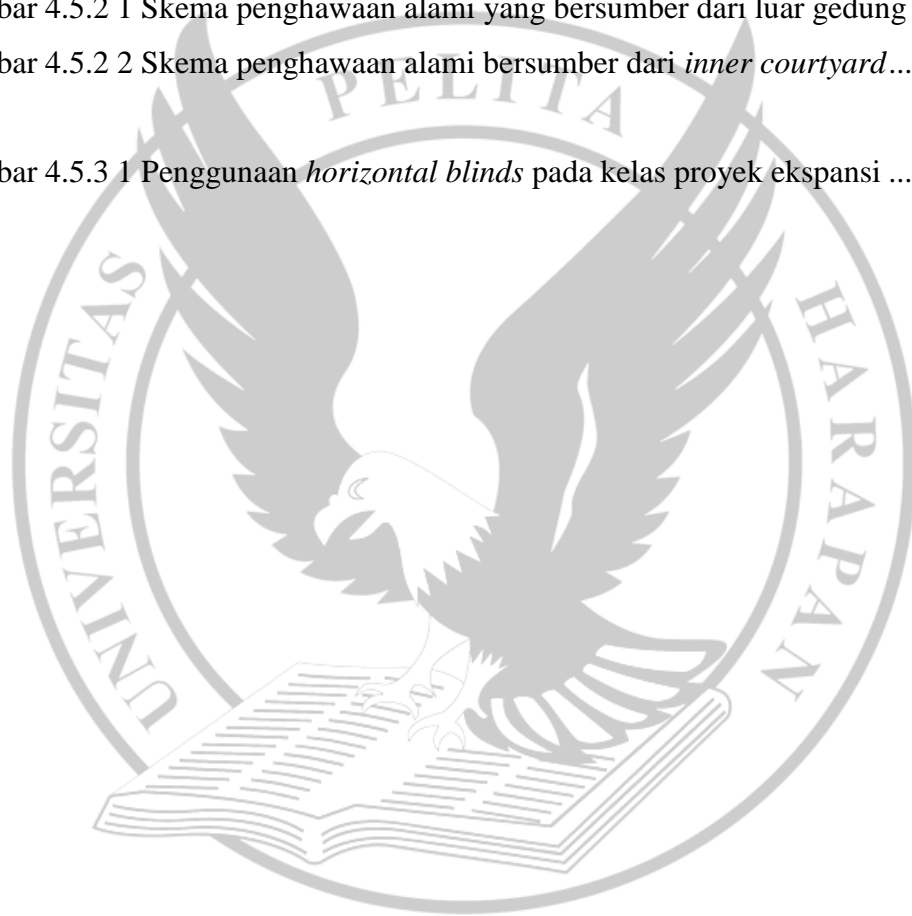 bar 4.5.2 1 Skema penghawaan alami yang bersumber dari luar gedung
bar 4.5.2 2 Skema penghawaan alami bersumber dari inner courtyard...
bar 4.5.3 1 Penggunaan horizontal blinds pada kelas proyek ekspansi ...
UNIVERSITAS PELITA HARAPAN